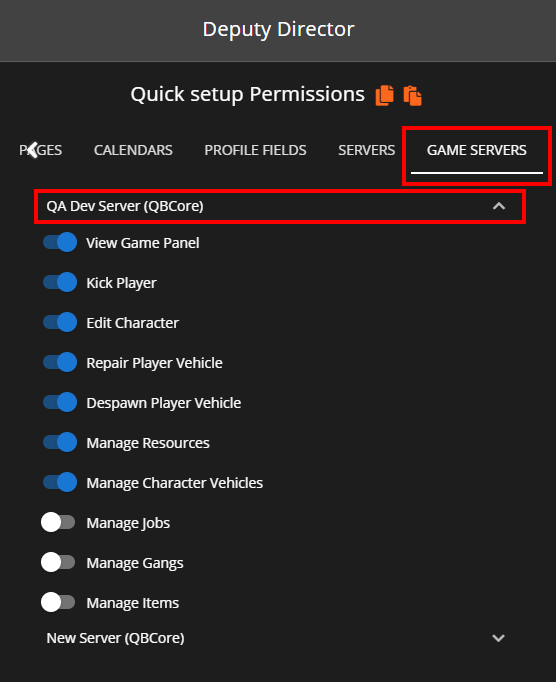 Deputy Director
Quick setup Permissions
PAGES CALENDARS PROFILE FIELDS SERVERS GAME SERVERS
QA Dev Server (QBCore)
View Game Panel
Kick Player
Edit Character
Repair Player Vehicle
Despawn Player Vehicle
Manage Resources
Manage Character Vehicles
Manage Jobs
Manage Gangs
Manage Items
New Server (QBCore)